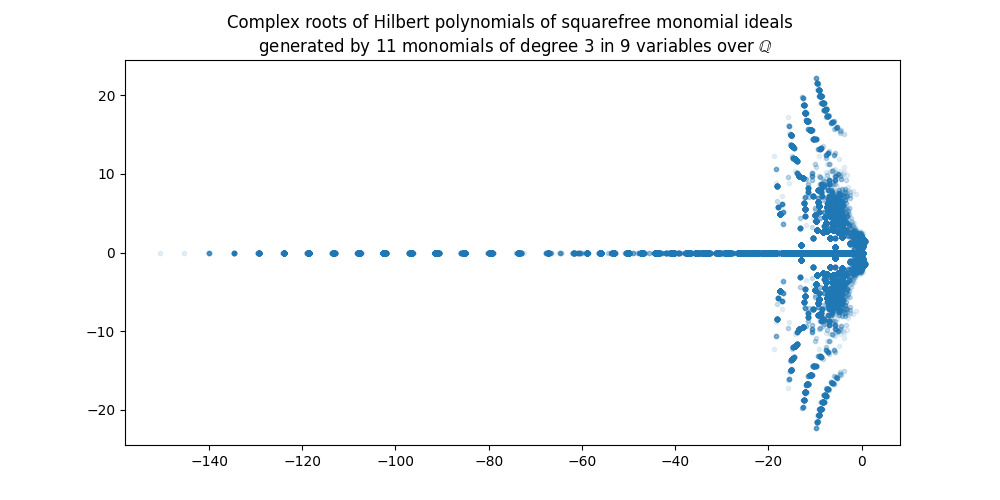 Complex roots of Hilbert polynomials of squarefree monomial ideals
generated by 11 monomials of degree 3 in 9 variables over ℚ
20
10
0
−10
−20
−140 −120 −100 −80 −60 −40 −20 0